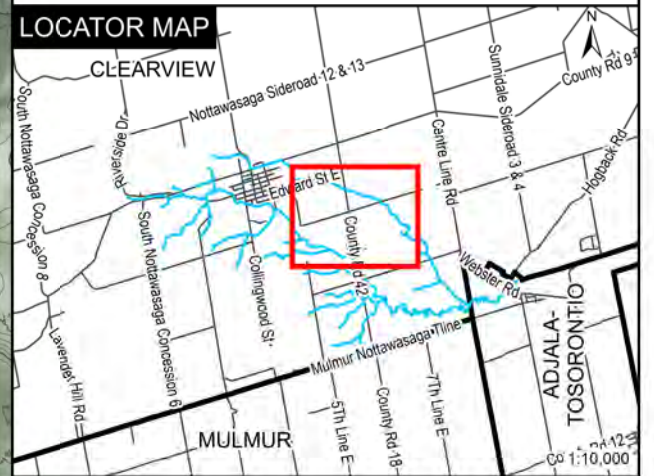 LOCATOR MAP
N
CLEARVIEW
County Rd 9
Nottawasaga Sideroad 12 & 13
Sunnidale Sideroad 3 & 4
South Nottawasaga Concession 8
Riverside Dr
Centre Line Rd
Hogback Rd
Edward St E
South Nottawasaga Concession 6
Collingwood St
County Rd 42
Webster Rd
Lavender Hill Rd
Mulmur Nottawasaga Tline
ADJALA-
TOSORONTIO
5Th Line E
County Rd 18
7Th Line E
MULMUR
1:10,000